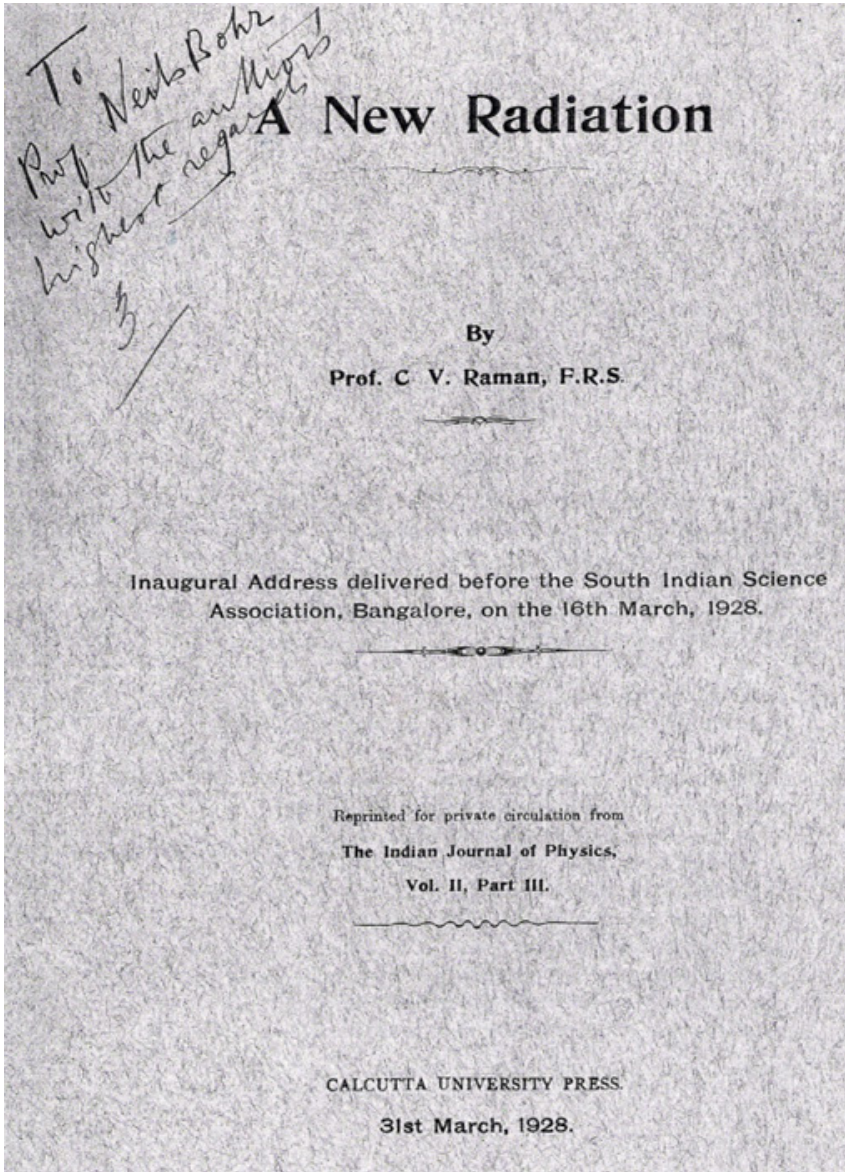 To
Prof. Neils Bohr
with the author's
highest regards
A New Radiation
By
Prof. C V. Raman, F.R.S.
Inaugural Address delivered before the South Indian Science
Association, Bangalore, on the 16th March, 1928.
Reprinted for private circulation from
The Indian Journal of Physics,
Vol. II, Part III.
CALCUTTA UNIVERSITY PRESS.
31st March, 1928.